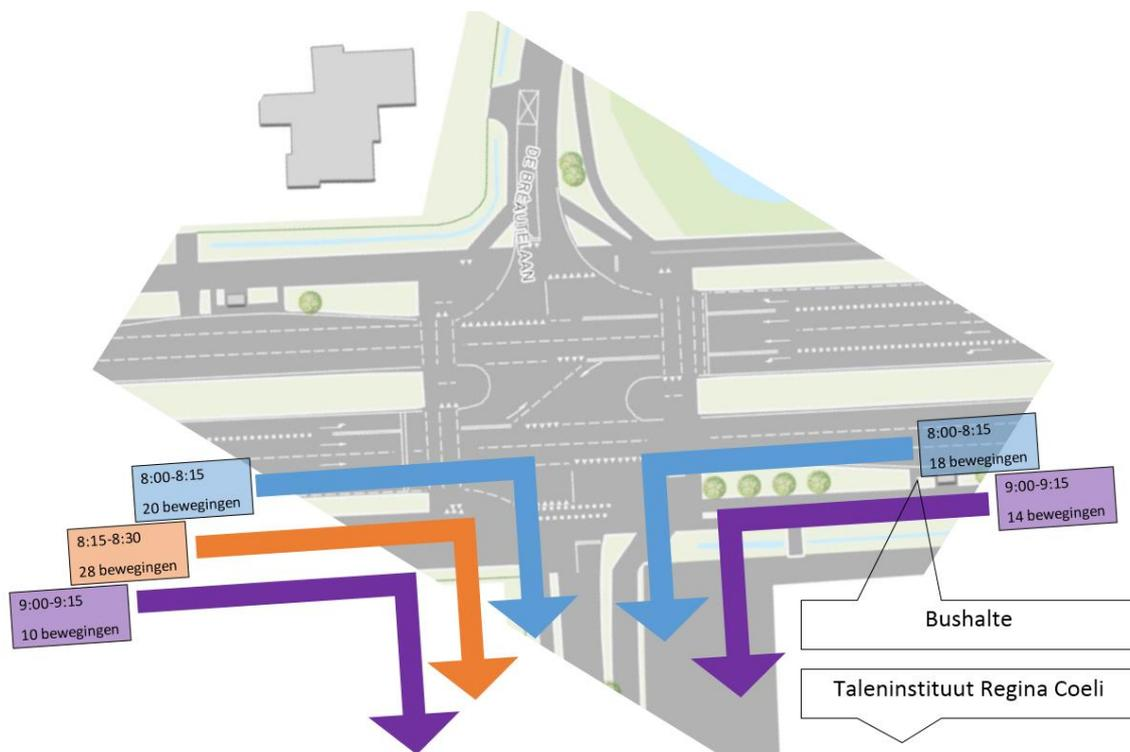 DE BREAUTELAAN
8:00-8:15
18 bewegingen
8:00-8:15
20 bewegingen
9:00-9:15
14 bewegingen
8:15-8:30
28 bewegingen
9:00-9:15
10 bewegingen
Bushalte
Taleninstituut Regina Coeli